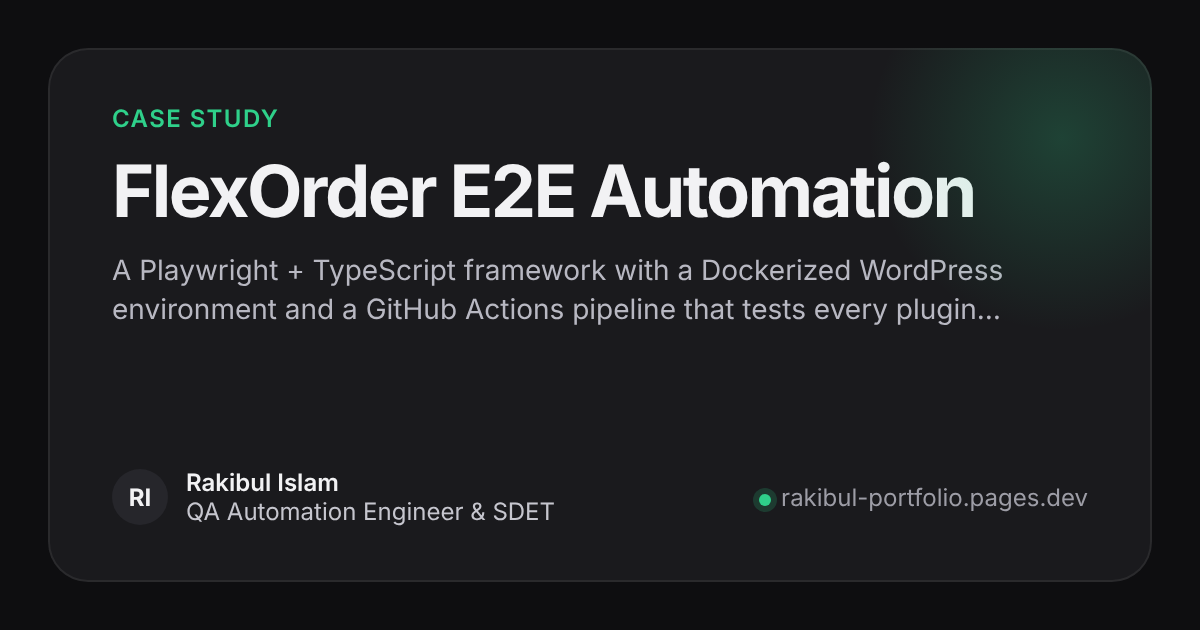 CASE STUDY
FlexOrder E2E Automation
A Playwright + TypeScript framework with a Dockerized WordPress
environment and a GitHub Actions pipeline that tests every plugin...
RI
Rakibul Islam
QA Automation Engineer & SDET
rakibul-portfolio.pages.dev